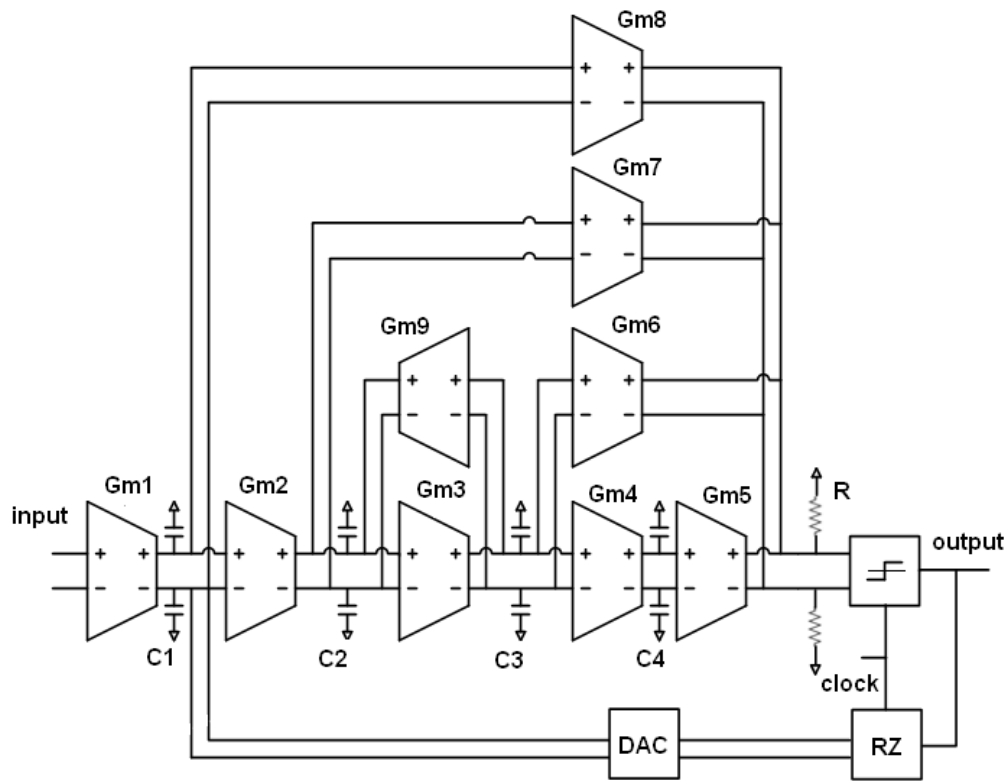 Gm8
+ +
− −
Gm7
+ +
− −
Gm9
Gm6
+ + + +
− − − −
Gm1
Gm2
Gm3
Gm4
Gm5
R
input
output
+ + + + + + + + + +
− − − − − − − − − −
C1
C2
C3
C4
clock
DAC
RZ